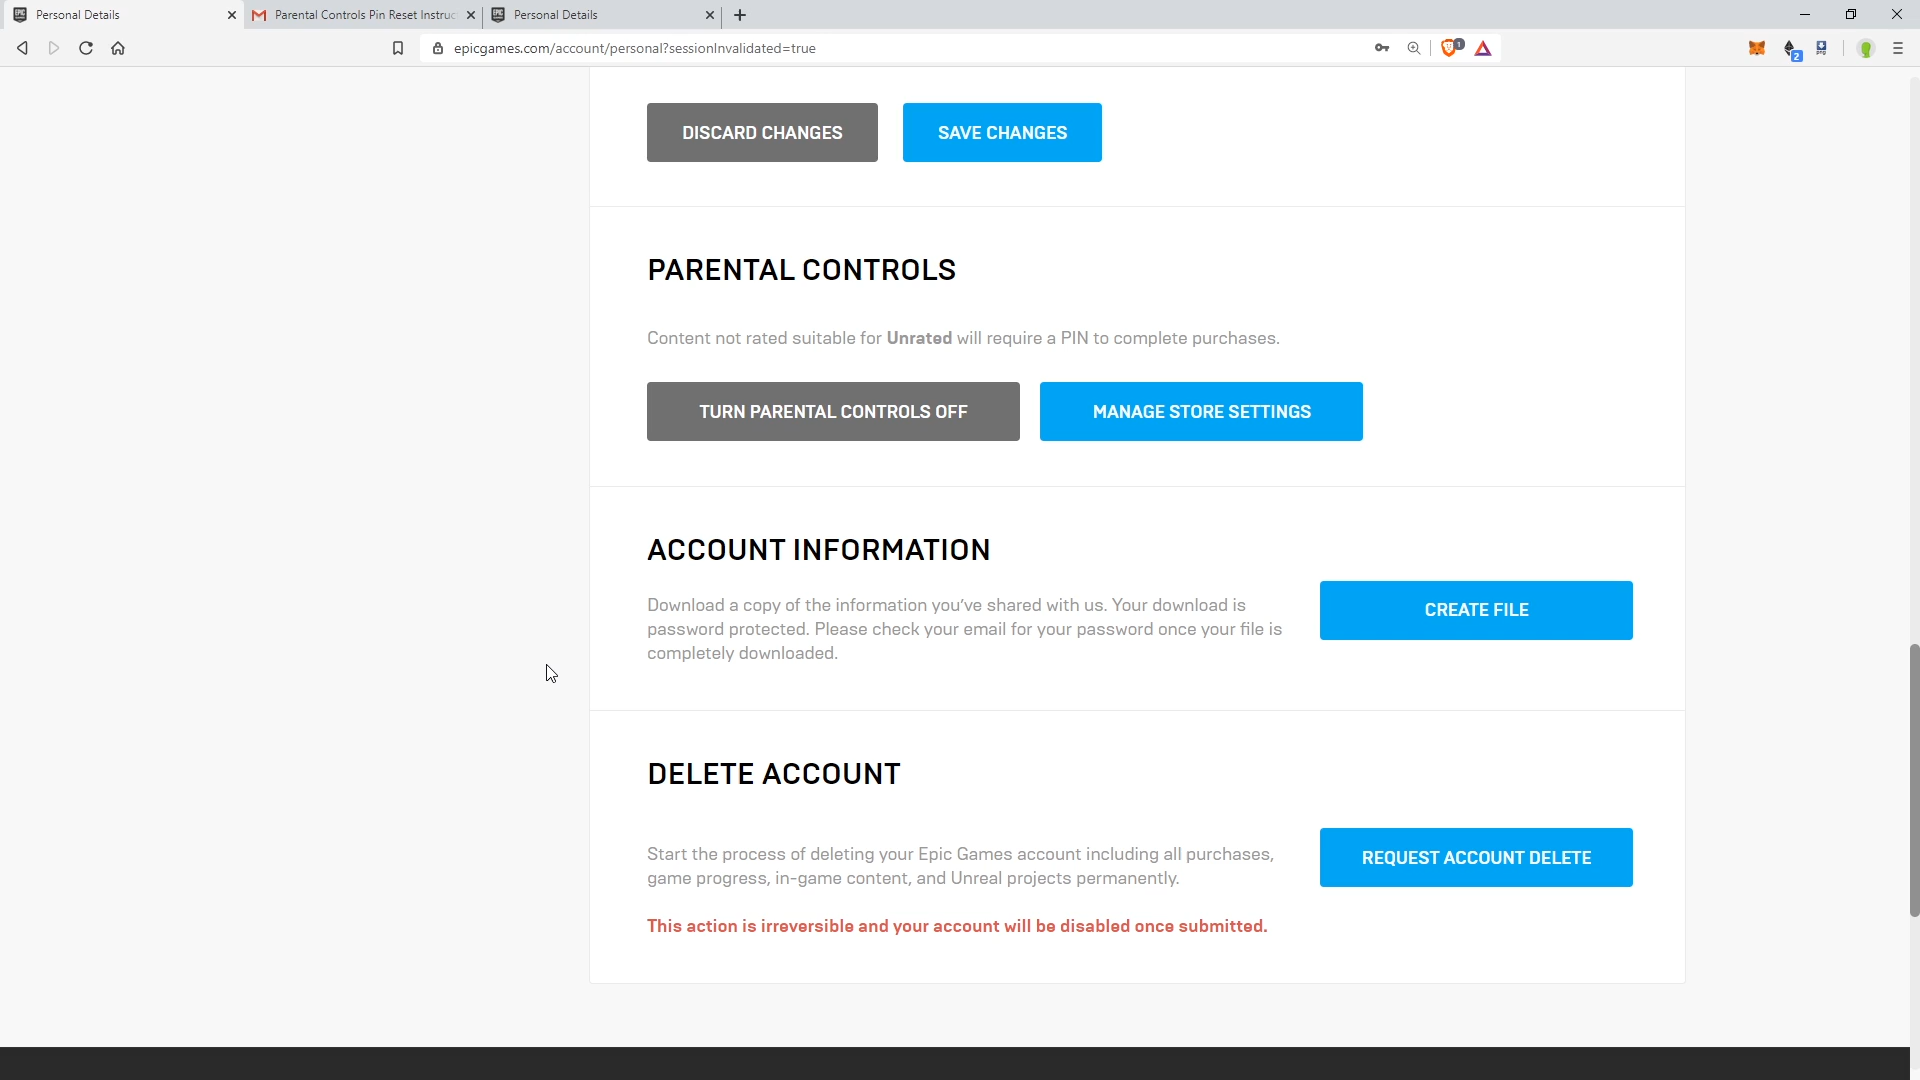 Personal Details
Parental Controls Pin Reset Instruc
Personal Details
epicgames.com/account/personal?sessionInvalidated=true
1
2
DISCARD CHANGES
SAVE CHANGES
PARENTAL CONTROLS
Content not rated suitable for Unrated will require a PIN to complete purchases.
TURN PARENTAL CONTROLS OFF
MANAGE STORE SETTINGS
ACCOUNT INFORMATION
Download a copy of the information you've shared with us. Your download is
password protected. Please check your email for your password once your file is
completely downloaded.
CREATE FILE
DELETE ACCOUNT
Start the process of deleting your Epic Games account including all purchases,
game progress, in-game content, and Unreal projects permanently.
REQUEST ACCOUNT DELETE
This action is irreversible and your account will be disabled once submitted.